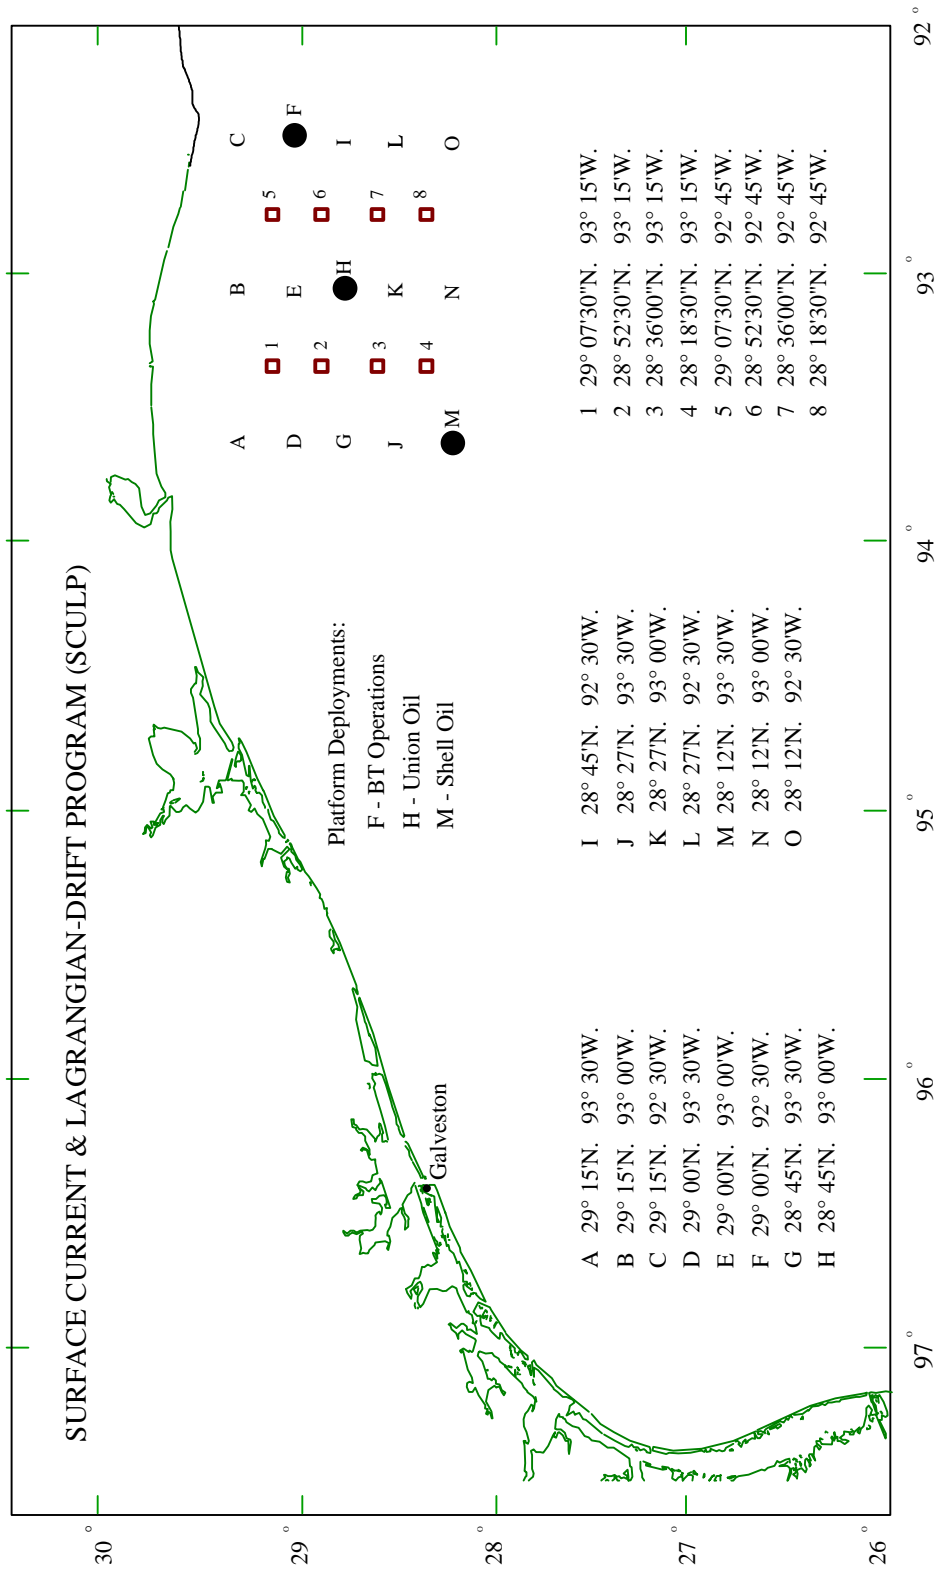 SURFACE CURRENT & LAGRANGIAN-DRIFT PROGRAM (SCULP)
30°
29°
28°
27°
26°
97°
96°
95°
94°
93°
92°
Galveston
A B C
1 5
D E F
2 6
G H I
3 7
J K L
4 8
M N O
Platform Deployments:
F - BT Operations
H - Union Oil
M - Shell Oil
A 29° 15'N. 93° 30'W.
B 29° 15'N. 93° 00'W.
C 29° 15'N. 92° 30'W.
D 29° 00'N. 93° 30'W.
E 29° 00'N. 93° 00'W.
F 29° 00'N. 92° 30'W.
G 28° 45'N. 93° 30'W.
H 28° 45'N. 93° 00'W.
I 28° 45'N. 92° 30'W.
J 28° 27'N. 93° 30'W.
K 28° 27'N. 93° 00'W.
L 28° 27'N. 92° 30'W.
M 28° 12'N. 93° 30'W.
N 28° 12'N. 93° 00'W.
O 28° 12'N. 92° 30'W.
1 29° 07'30"N. 93° 15'W.
2 28° 52'30"N. 93° 15'W.
3 28° 36'00"N. 93° 15'W.
4 28° 18'30"N. 93° 15'W.
5 29° 07'30"N. 92° 45'W.
6 28° 52'30"N. 92° 45'W.
7 28° 36'00"N. 92° 45'W.
8 28° 18'30"N. 92° 45'W.